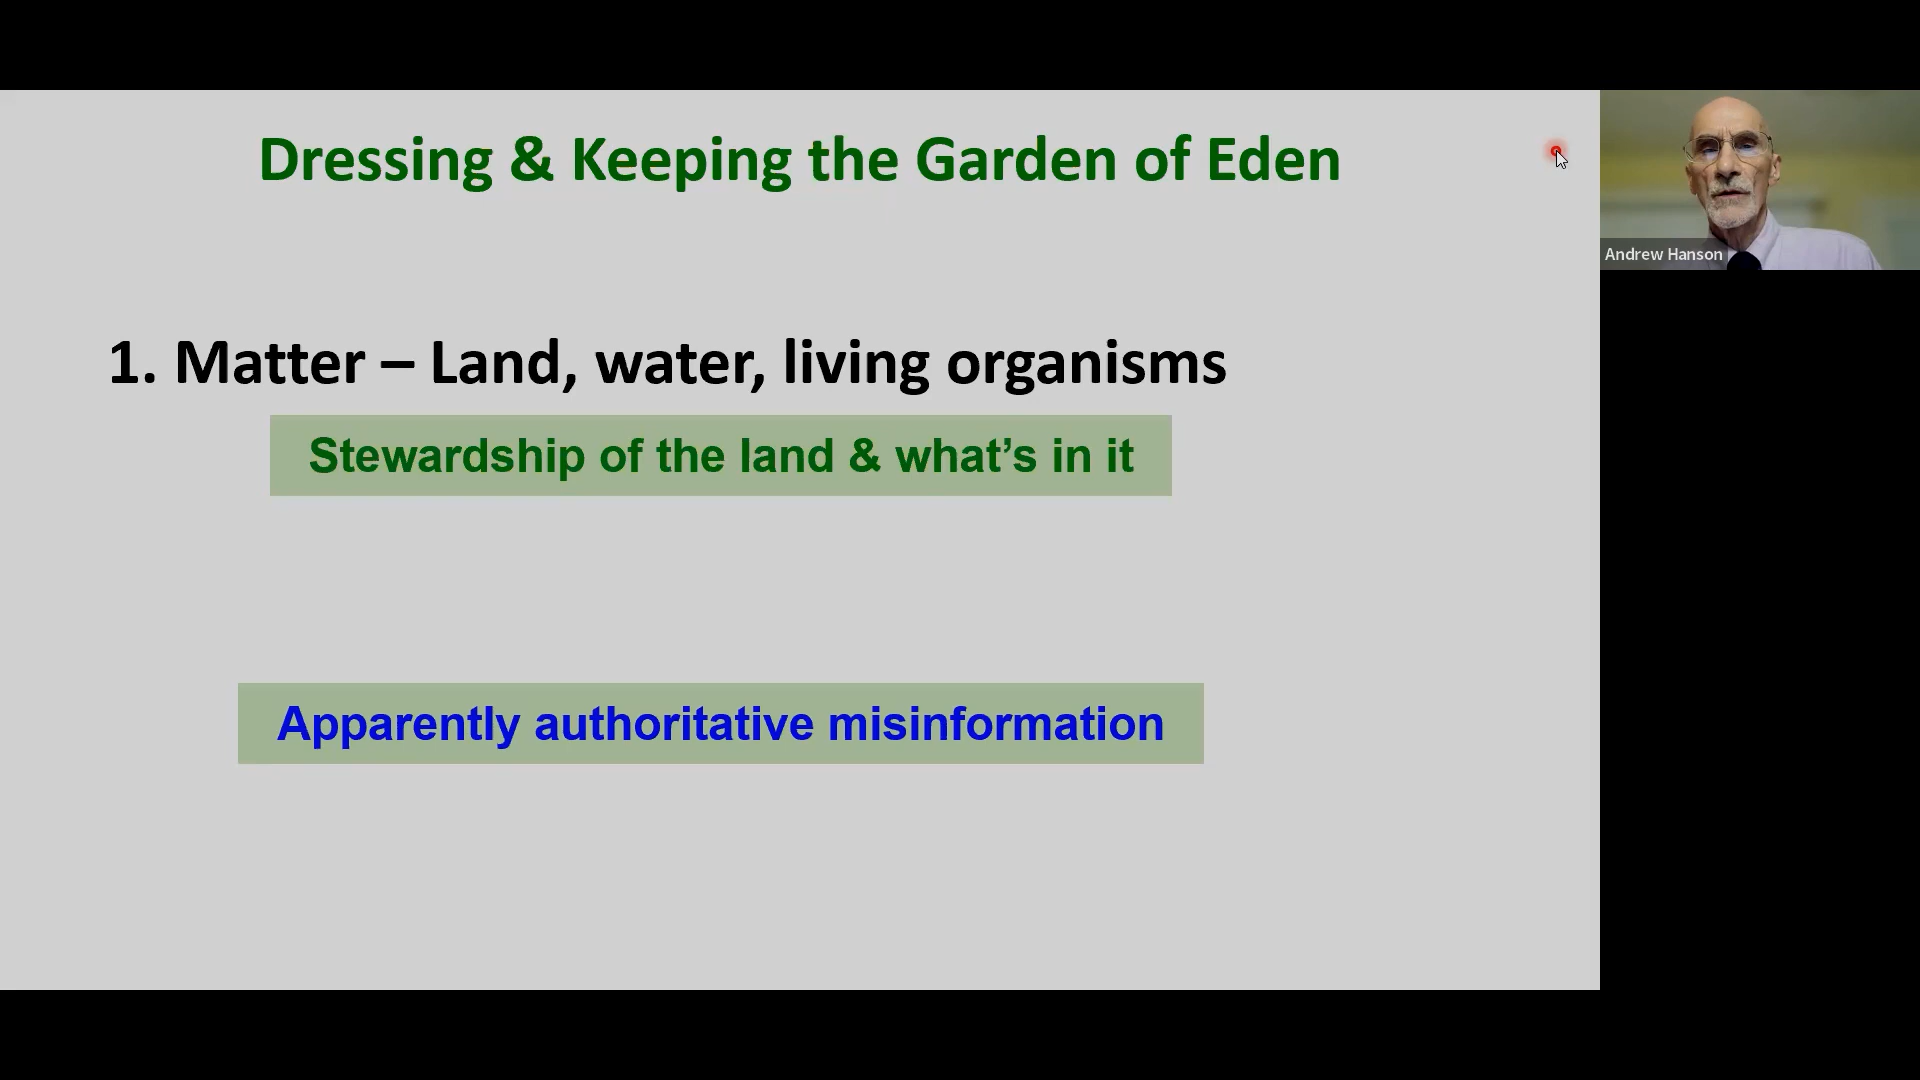 Dressing & Keeping the Garden of Eden
Andrew Hanson
1. Matter – Land, water, living organisms
Stewardship of the land & what’s in it
Apparently authoritative misinformation